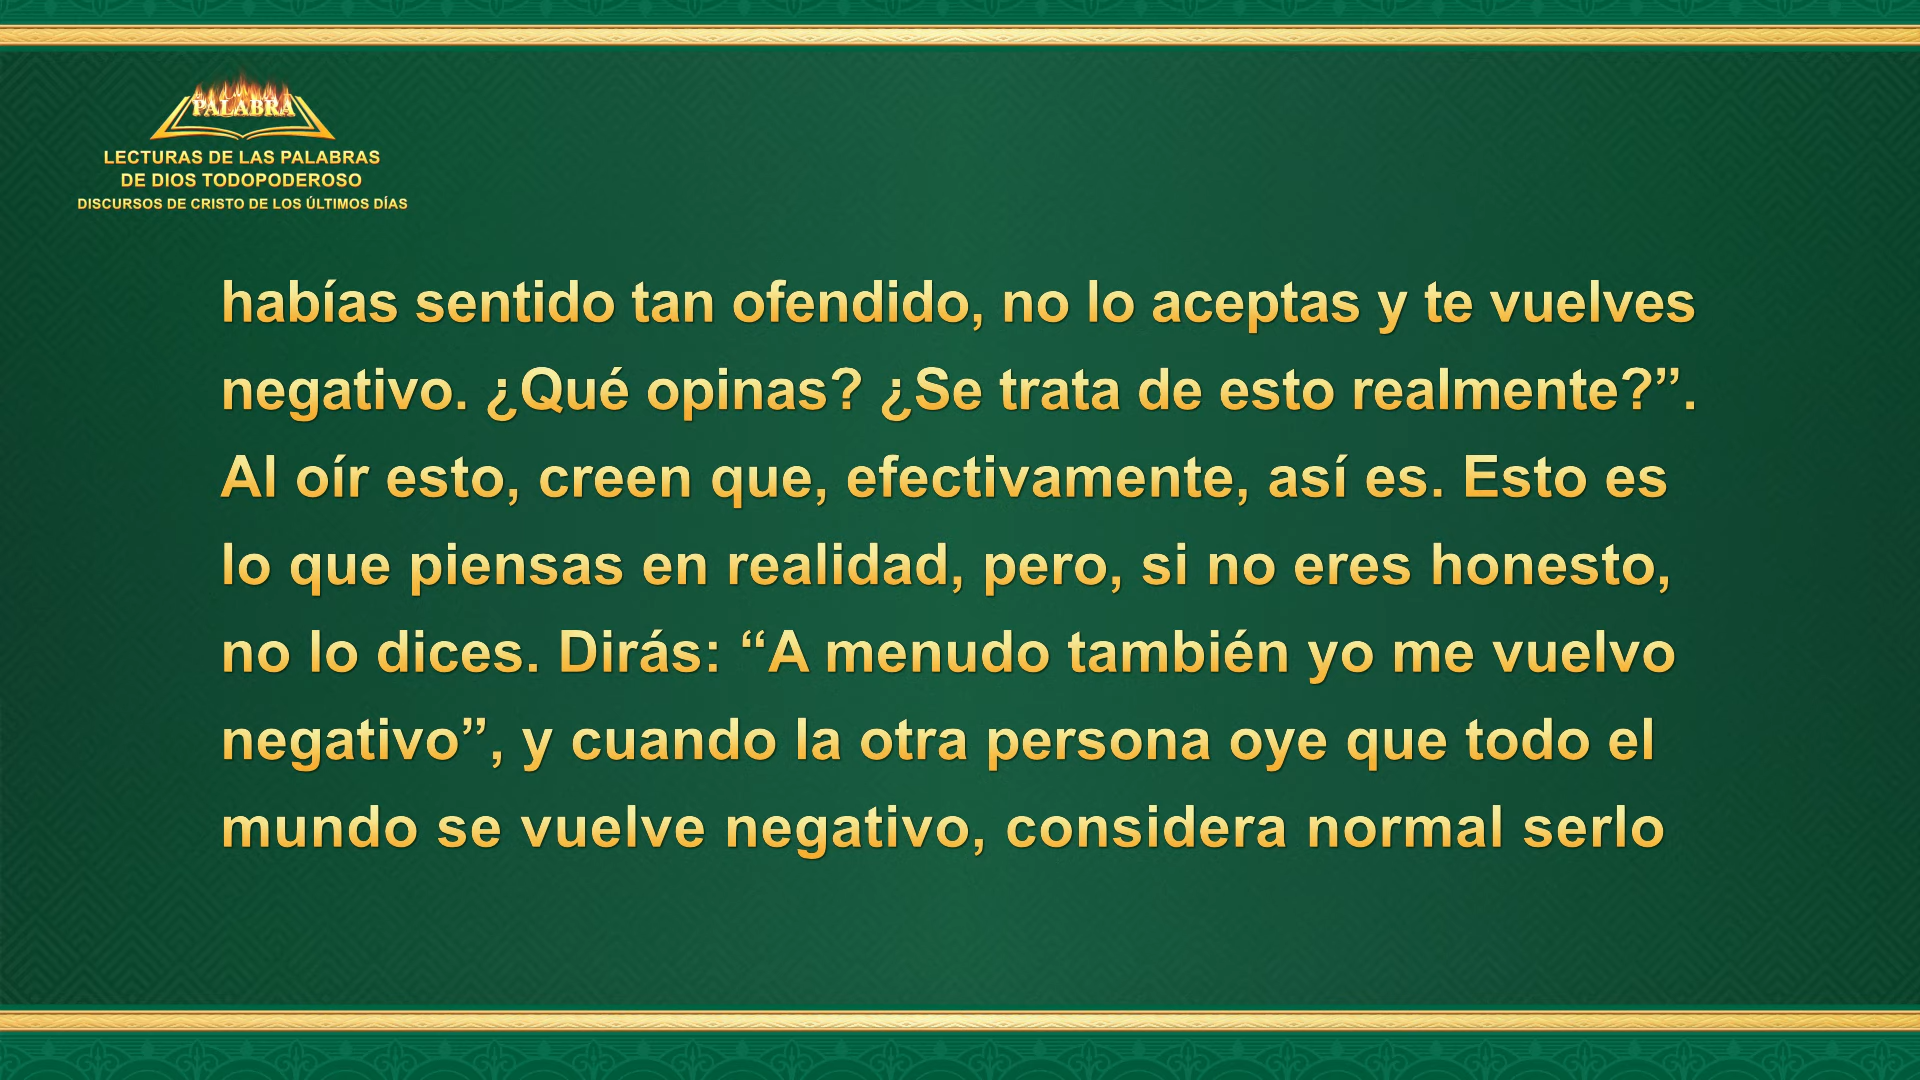 PALABRA
LECTURAS DE LAS PALABRAS
DE DIOS TODOPODEROSO
DISCURSOS DE CRISTO DE LOS ÚLTIMOS DÍAS
habías sentido tan ofendido, no lo aceptas y te vuelves
negativo. ¿Qué opinas? ¿Se trata de esto realmente?”.
Al oír esto, creen que, efectivamente, así es. Esto es
lo que piensas en realidad, pero, si no eres honesto,
no lo dices. Dirás: “A menudo también yo me vuelvo
negativo”, y cuando la otra persona oye que todo el
mundo se vuelve negativo, considera normal serlo